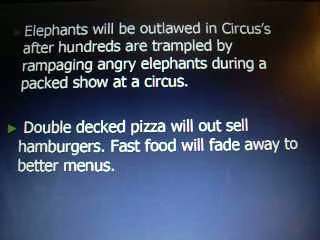 Elephants will be outlawed in Circus's
after hundreds are trampled by
rampaging angry elephants during a
packed show at a circus.
Double decked pizza will out sell
hamburgers. Fast food will fade away to
better menus.